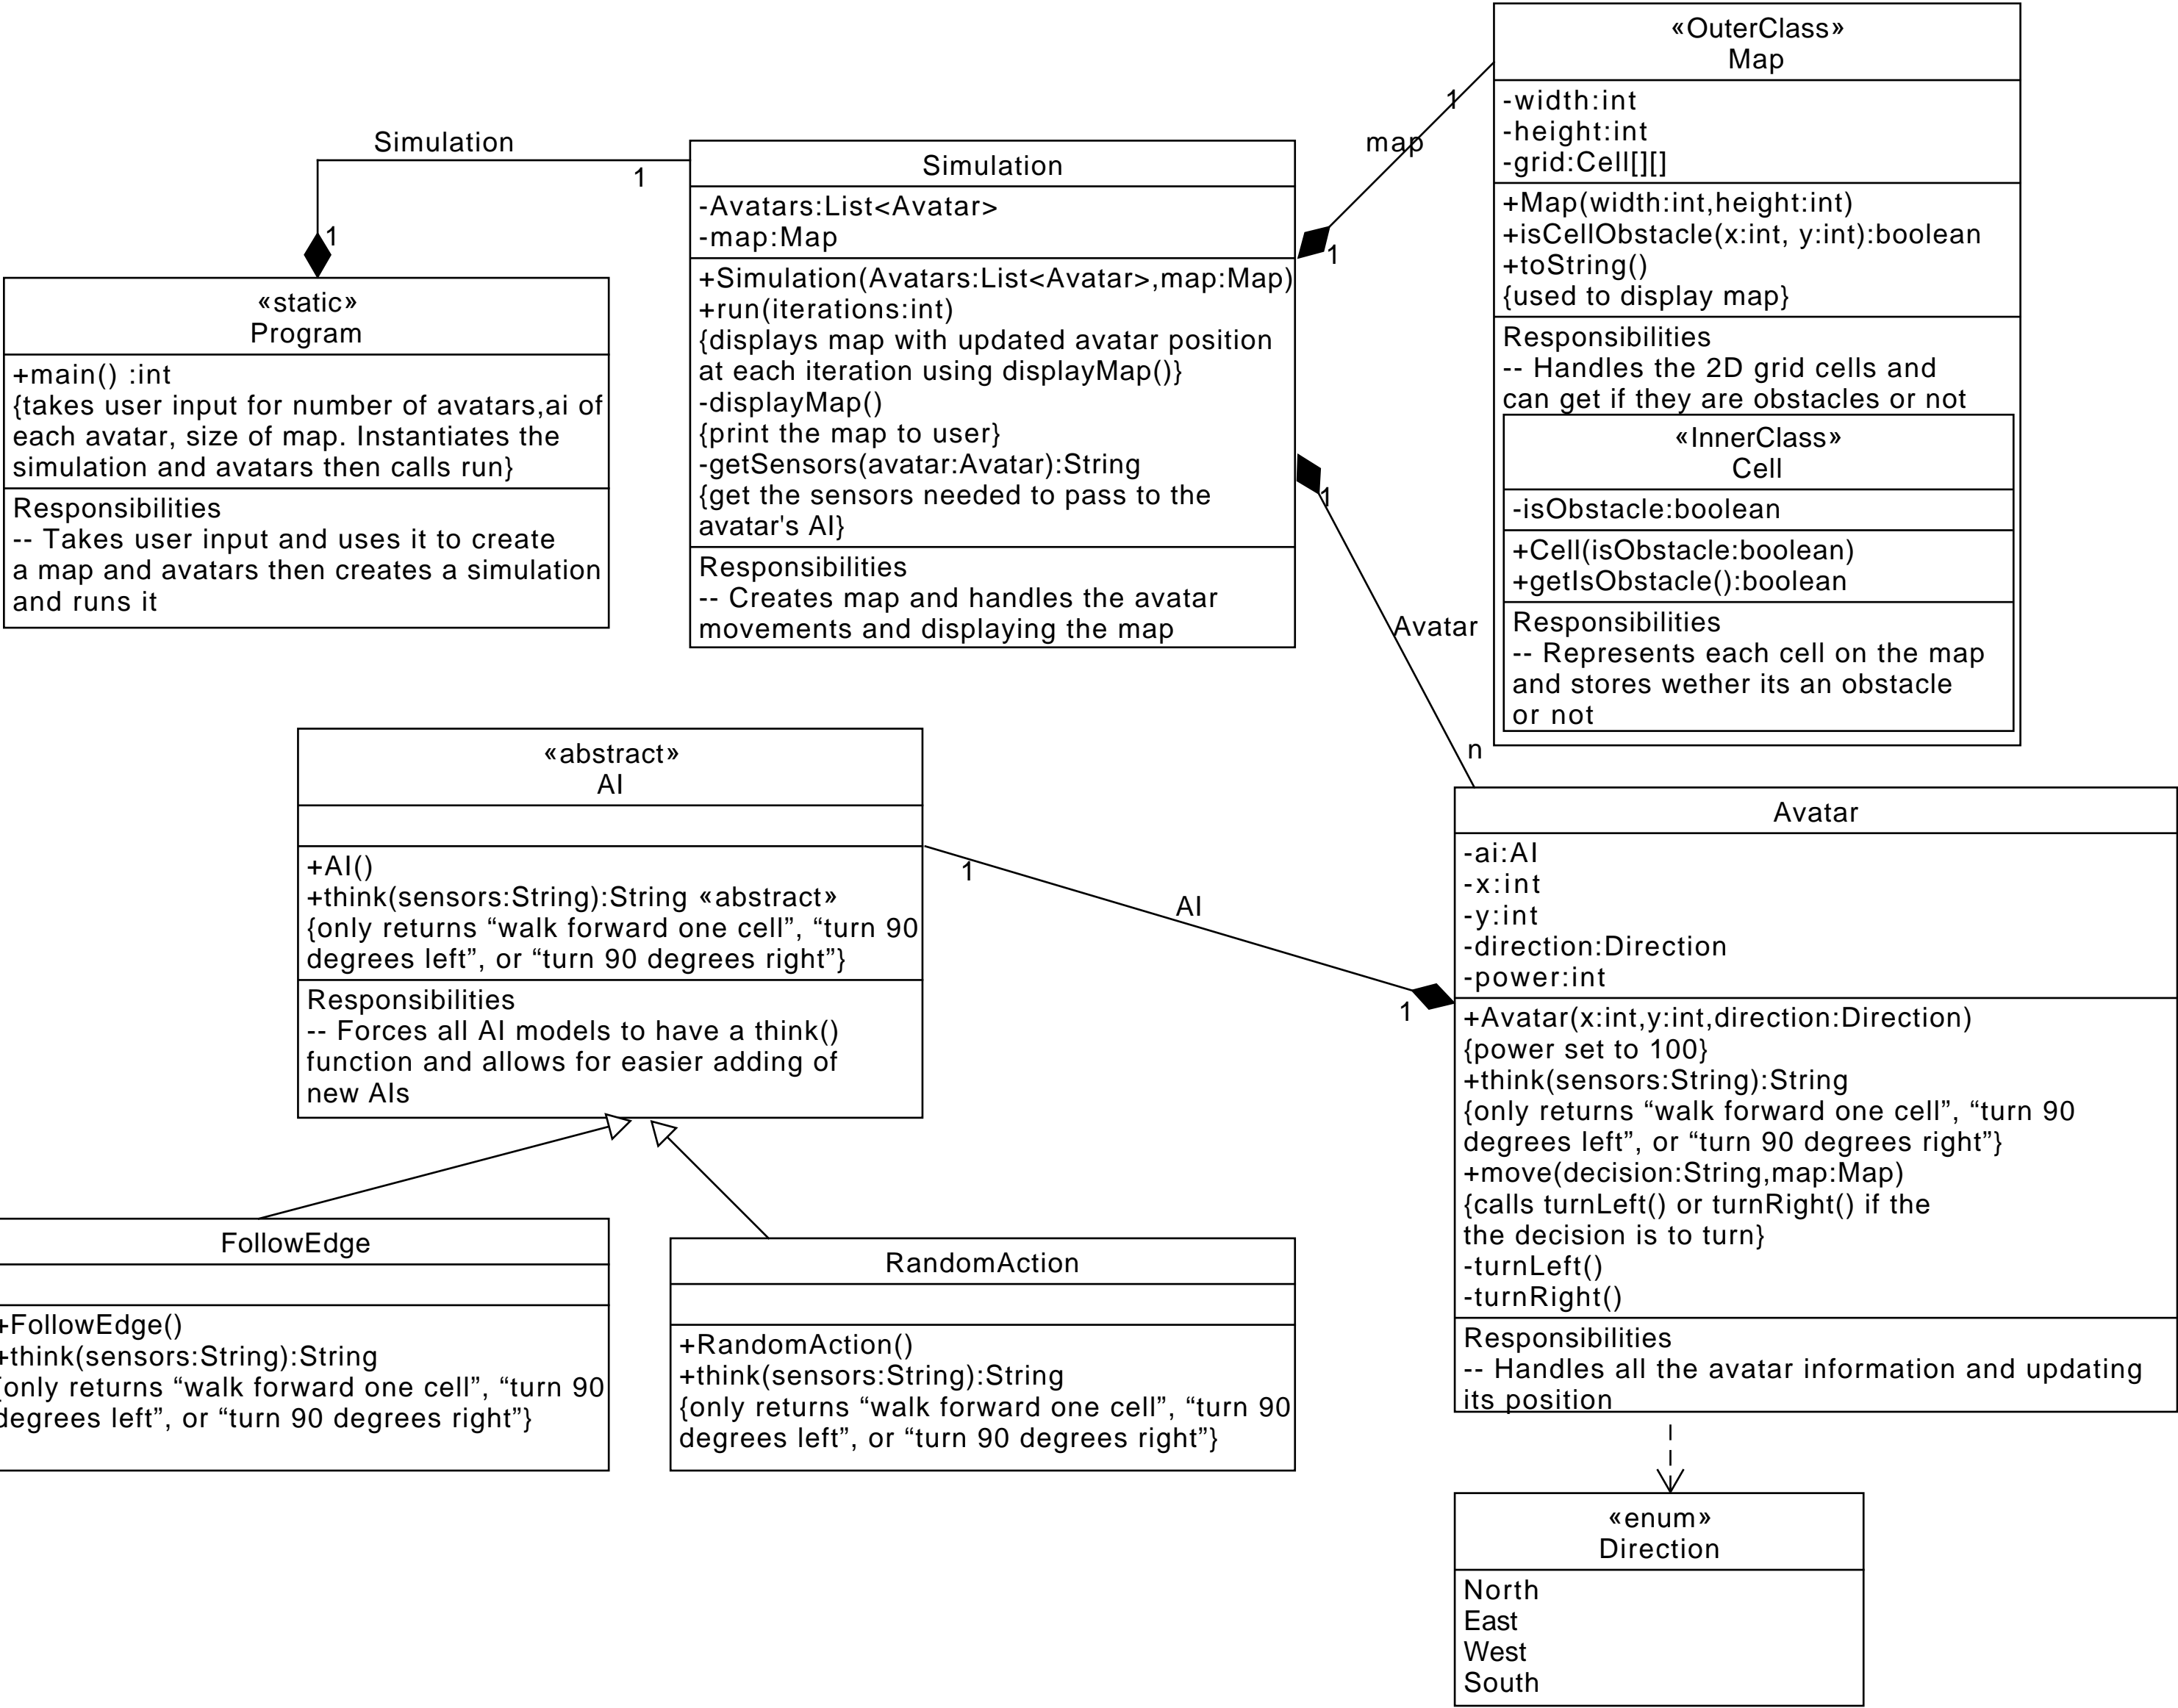 «OuterClass»
Map
-width:int
-height:int
-grid:Cell[][]
+Map(width:int,height:int)
+isCellObstacle(x:int, y:int):boolean
+toString()
{used to display map}
Responsibilities
-- Handles the 2D grid cells and
can get if they are obstacles or not
«InnerClass»
Cell
-isObstacle:boolean
+Cell(isObstacle:boolean)
+getIsObstacle():boolean
Responsibilities
-- Represents each cell on the map
and stores wether its an obstacle
or not
Simulation
1
1
map
1
1
Simulation
-Avatars:List<Avatar>
-map:Map
+Simulation(Avatars:List<Avatar>,map:Map)
+run(iterations:int)
{displays map with updated avatar position
at each iteration using displayMap()}
-displayMap()
{print the map to user}
-getSensors(avatar:Avatar):String
{get the sensors needed to pass to the
avatar's AI}
Responsibilities
-- Creates map and handles the avatar
movements and displaying the map
«static»
Program
+main() :int
{takes user input for number of avatars,ai of
each avatar, size of map. Instantiates the
simulation and avatars then calls run}
Responsibilities
-- Takes user input and uses it to create
a map and avatars then creates a simulation
and runs it
1
Avatar
n
«abstract»
AI
+AI()
+think(sensors:String):String «abstract»
{only returns “walk forward one cell”, “turn 90
degrees left”, or “turn 90 degrees right”}
Responsibilities
-- Forces all AI models to have a think()
function and allows for easier adding of
new AIs
1
AI
1
Avatar
-ai:AI
-x:int
-y:int
-direction:Direction
-power:int
+Avatar(x:int,y:int,direction:Direction)
{power set to 100}
+think(sensors:String):String
{only returns “walk forward one cell”, “turn 90
degrees left”, or “turn 90 degrees right”}
+move(decision:String,map:Map)
{calls turnLeft() or turnRight() if the
the decision is to turn}
-turnLeft()
-turnRight()
Responsibilities
-- Handles all the avatar information and updating
its position
FollowEdge
+FollowEdge()
+think(sensors:String):String
{only returns “walk forward one cell”, “turn 90
degrees left”, or “turn 90 degrees right”}
RandomAction
+RandomAction()
+think(sensors:String):String
{only returns “walk forward one cell”, “turn 90
degrees left”, or “turn 90 degrees right”}
«enum»
Direction
North
East
West
South